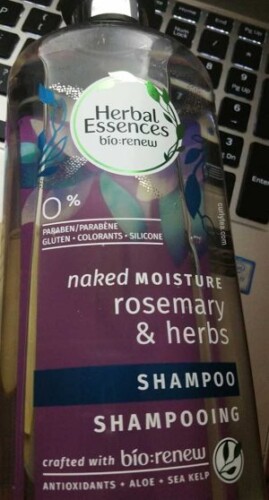 Herbal
Essences
bio:renew
0%
PARABEN/PARABÈNE
GLUTEN • COLORANTS • SILICONE
naked MOISTURE
rosemary
& herbs
SHAMPOO
SHAMPOOING
crafted with bio:renew
ANTIOXIDANTS • ALOE • SEA KELP